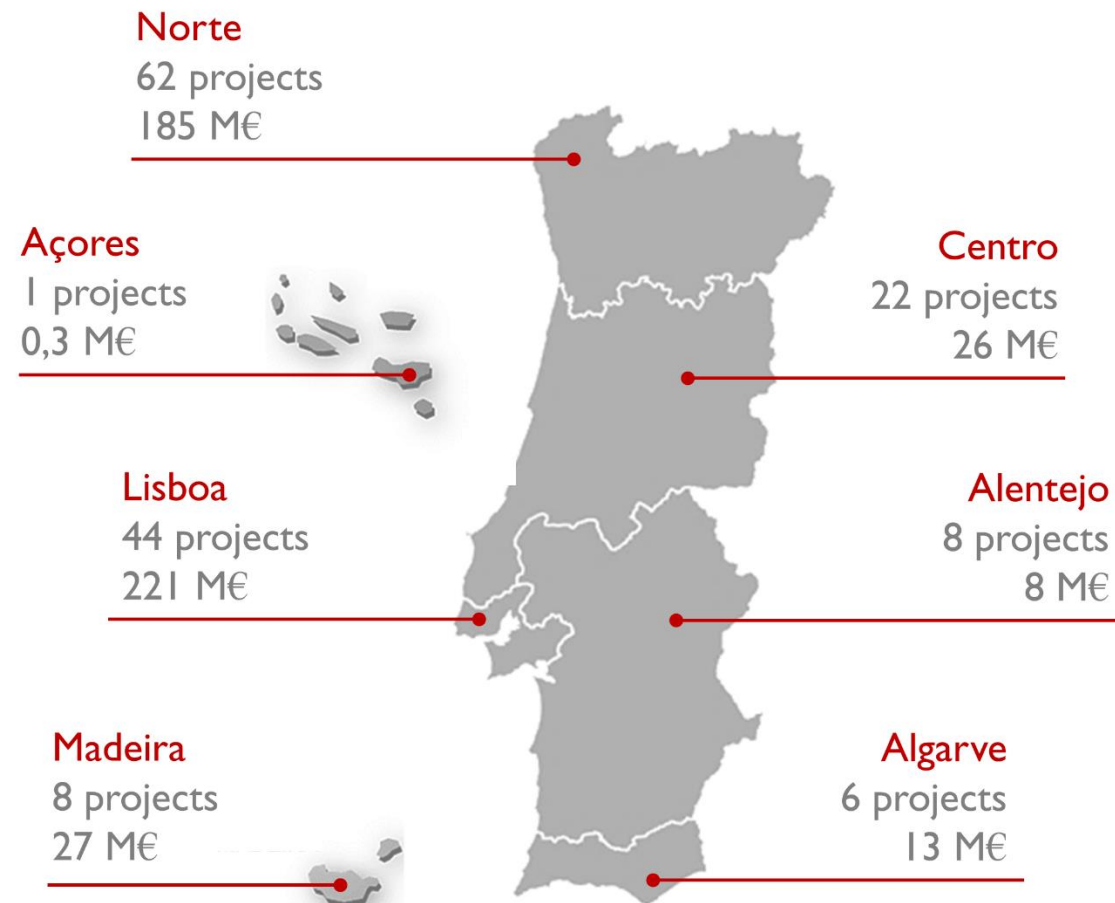 Norte
62 projects
185 M€
Açores
1 projects
0,3 M€
Centro
22 projects
26 M€
Lisboa
44 projects
221 M€
Alentejo
8 projects
8 M€
Madeira
8 projects
27 M€
Algarve
6 projects
13 M€